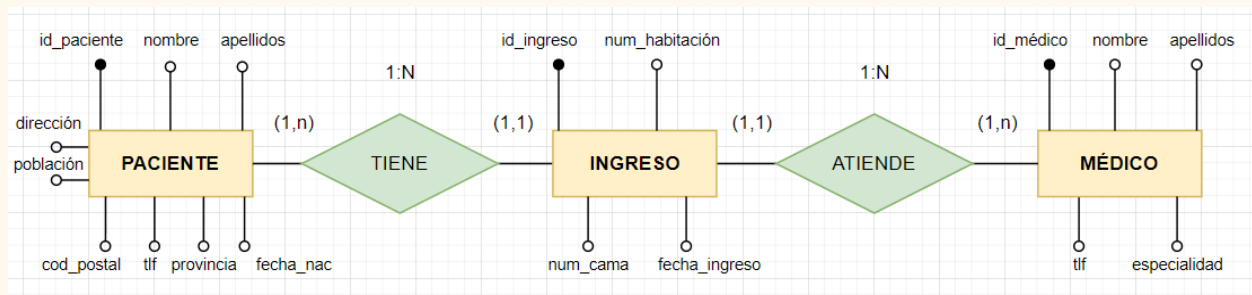 id_paciente nombre apellidos id_ingreso num_habitación id_médico nombre apellidos
1:N 1:N
dirección (1,n) (1,1) (1,1) (1,n)
población PACIENTE TIENE INGRESO ATIENDE MÉDICO
cod_postal tlf provincia fecha_nac num_cama fecha_ingreso tlf especialidad